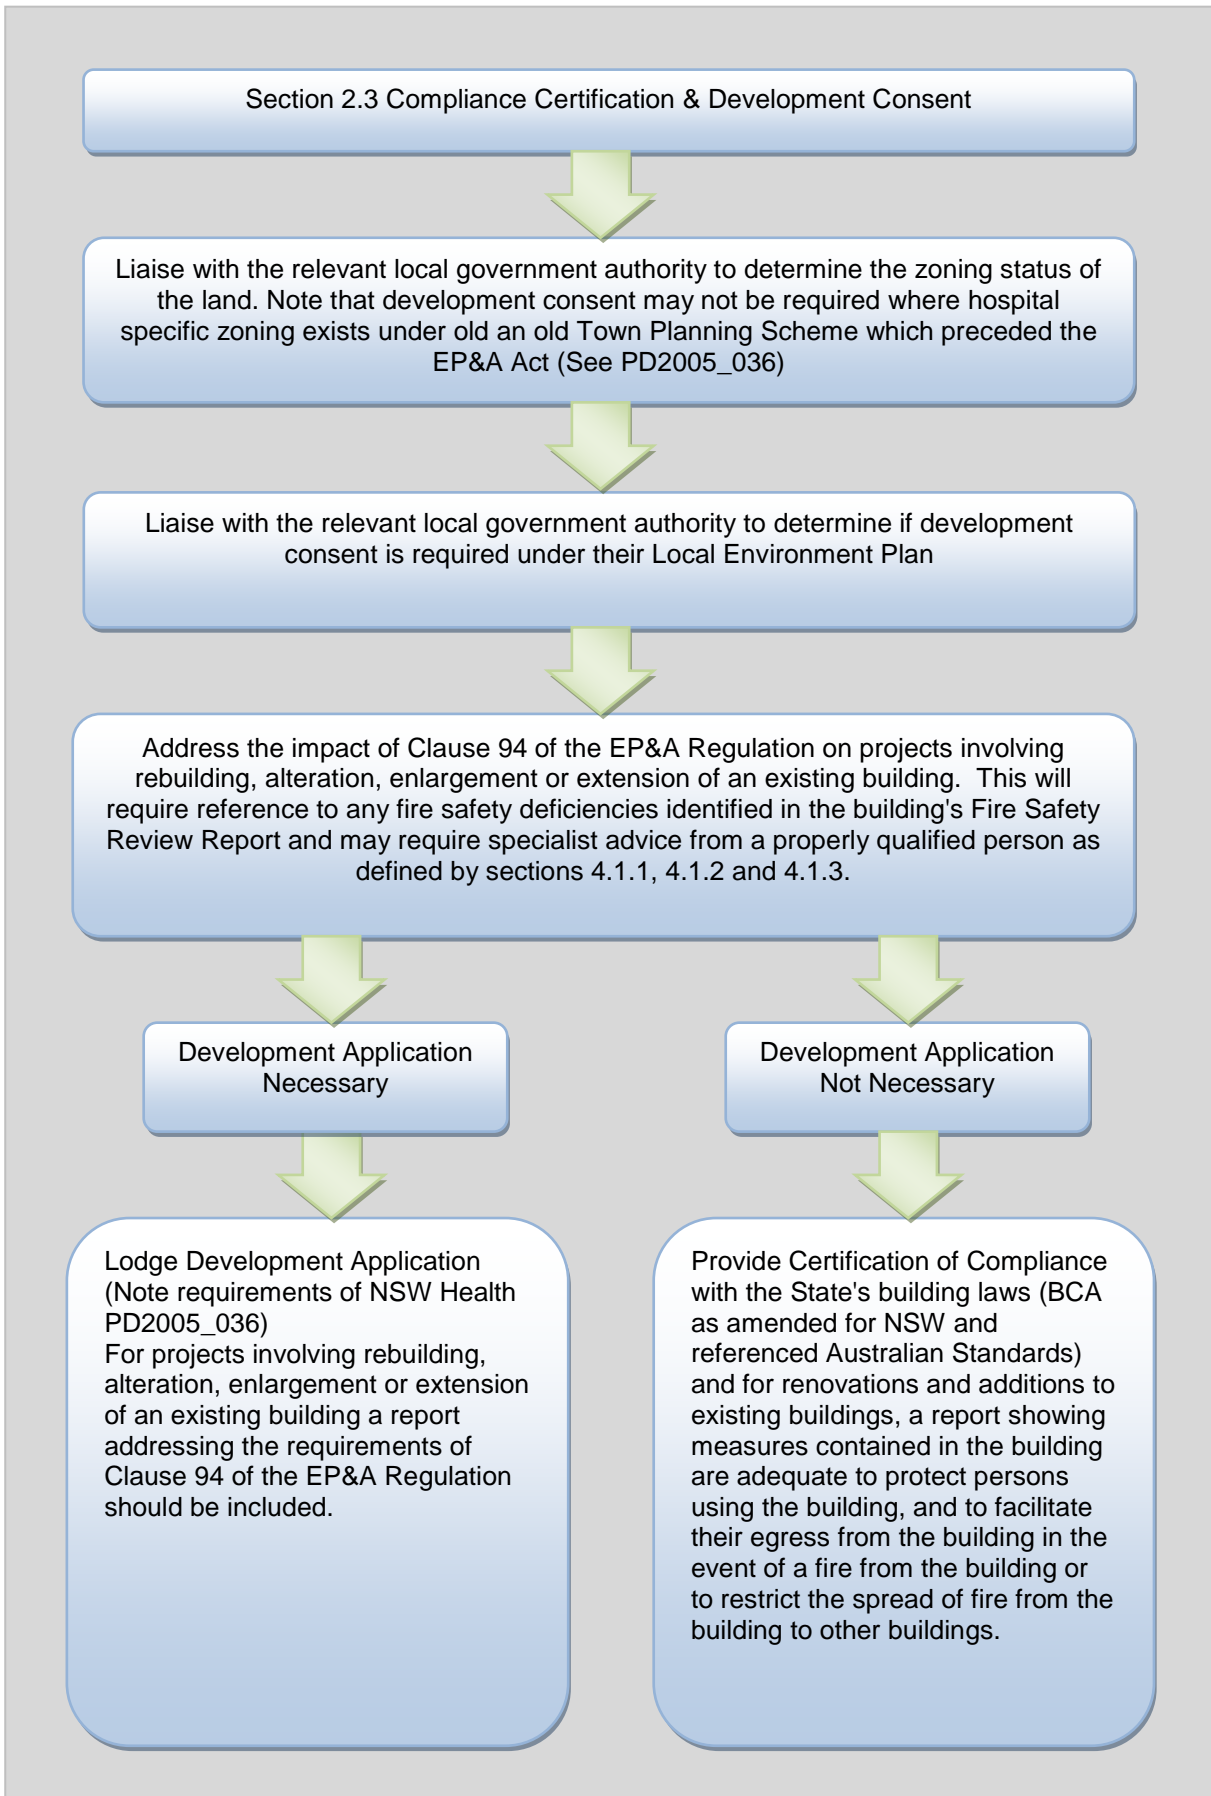 Section 2.3 Compliance Certification & Development Consent
Liaise with the relevant local government authority to determine the zoning status of
the land. Note that development consent may not be required where hospital
specific zoning exists under old an old Town Planning Scheme which preceded the
EP&A Act (See PD2005_036)
Liaise with the relevant local government authority to determine if development
consent is required under their Local Environment Plan
Address the impact of Clause 94 of the EP&A Regulation on projects involving
rebuilding, alteration, enlargement or extension of an existing building.  This will
require reference to any fire safety deficiencies identified in the building's Fire Safety
Review Report and may require specialist advice from a properly qualified person as
defined by sections 4.1.1, 4.1.2 and 4.1.3.
Development Application
Necessary
Development Application
Not Necessary
Lodge Development Application
(Note requirements of NSW Health
PD2005_036)
For projects involving rebuilding,
alteration, enlargement or extension
of an existing building a report
addressing the requirements of
Clause 94 of the EP&A Regulation
should be included.
Provide Certification of Compliance
with the State's building laws (BCA
as amended for NSW and
referenced Australian Standards)
and for renovations and additions to
existing buildings, a report showing
measures contained in the building
are adequate to protect persons
using the building, and to facilitate
their egress from the building in the
event of a fire from the building or
to restrict the spread of fire from the
building to other buildings.